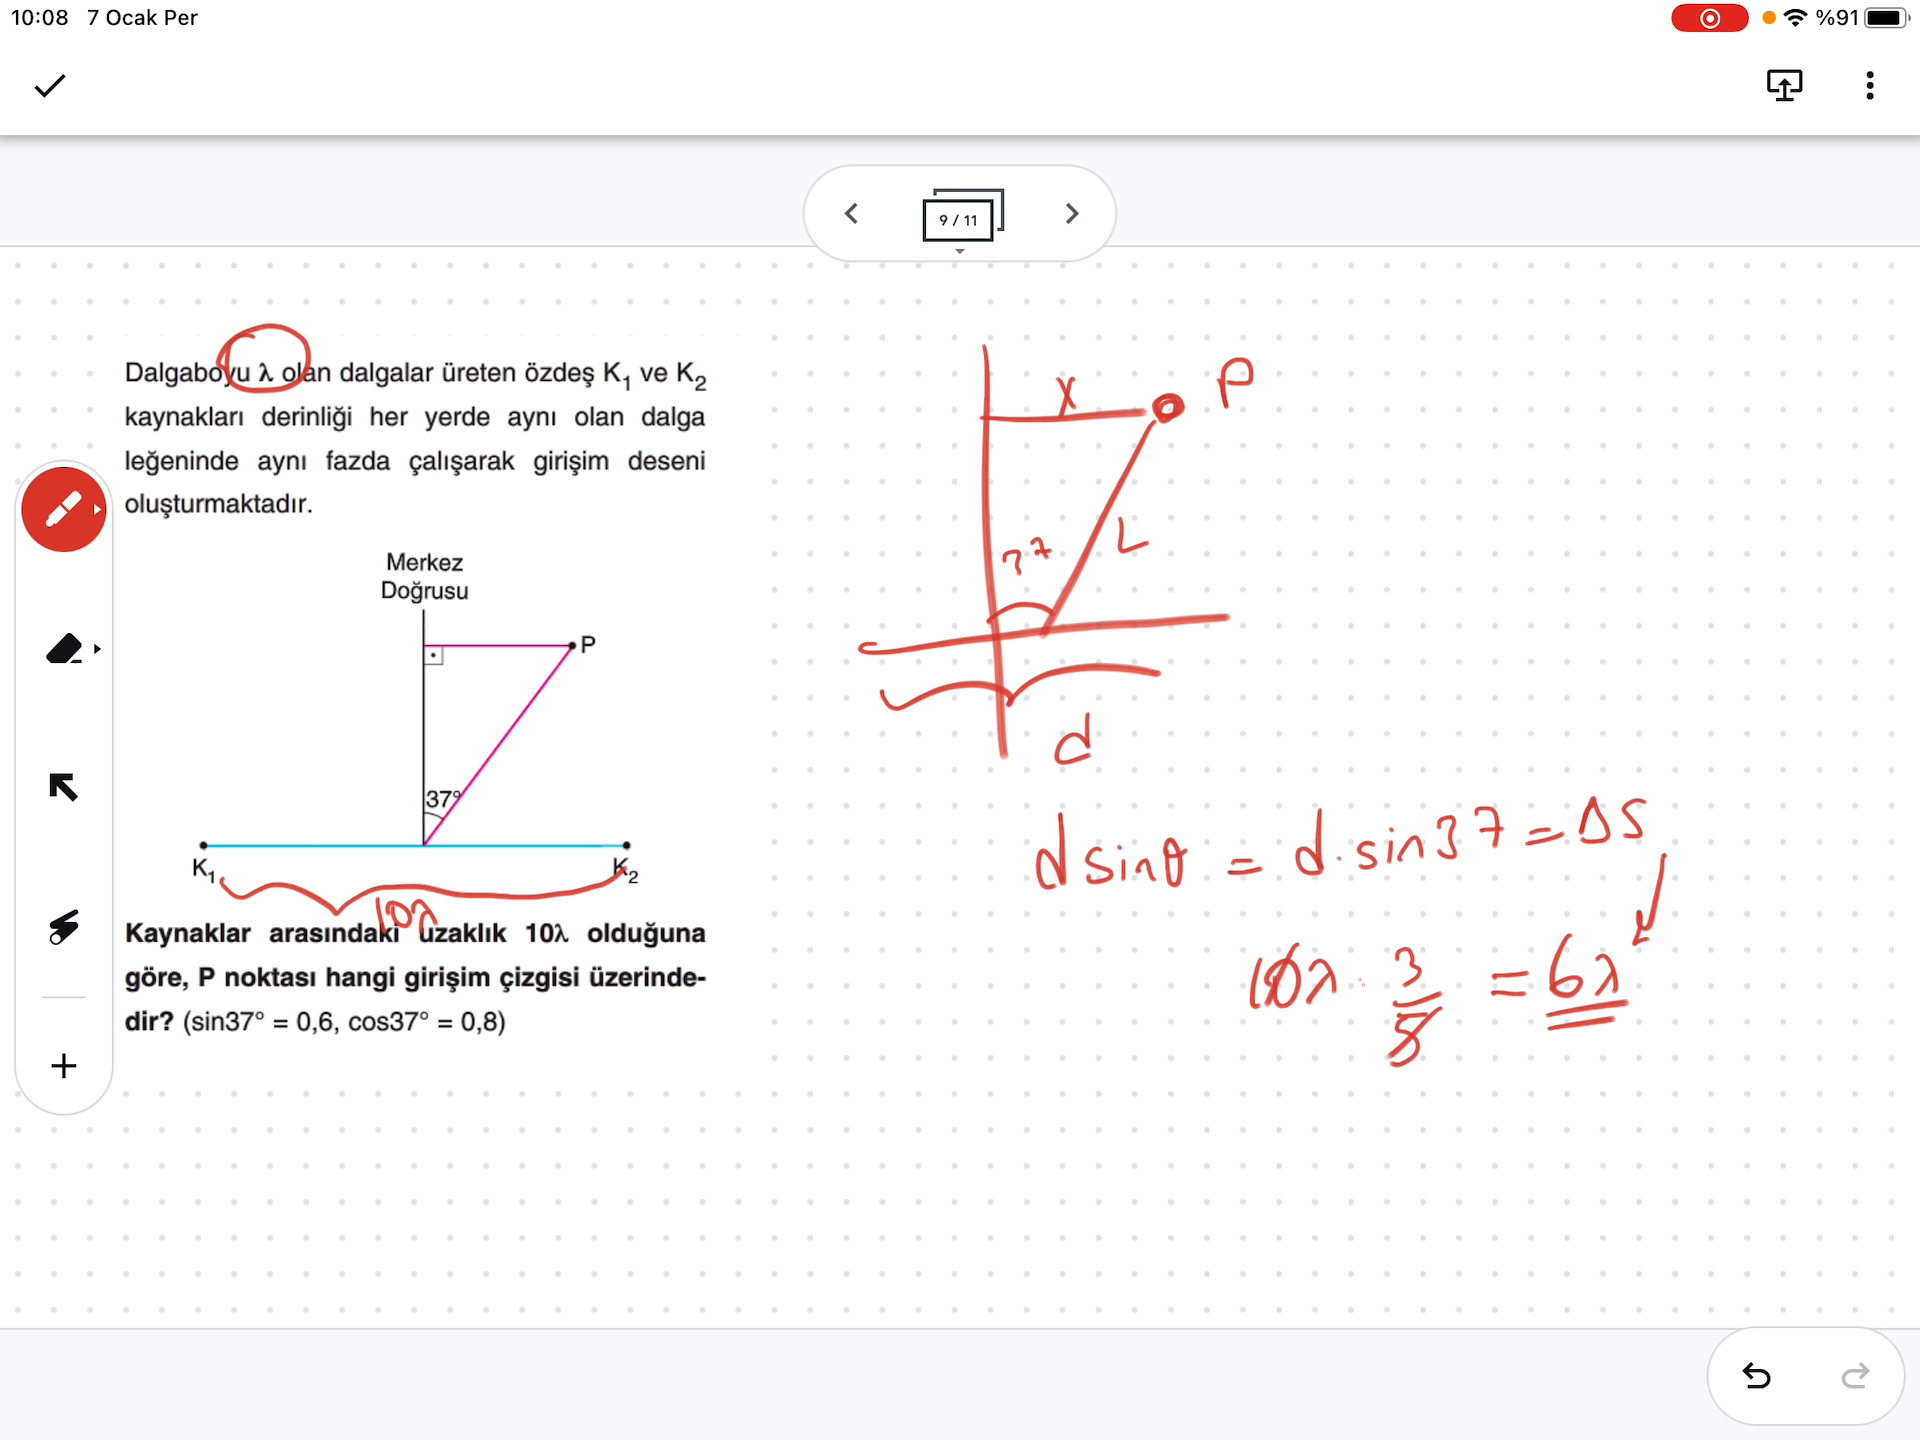 10:08 7 Ocak Per
%91
9 / 11
Dalgaboyu λ olan dalgalar üreten özdeş K₁ ve K₂
kaynakları derinliği her yerde aynı olan dalga
leğeninde aynı fazda çalışarak girişim deseni
oluşturmaktadır.
Merkez
Doğrusu
P
37°
K₁
K₂
10λ
Kaynaklar arasındaki uzaklık 10λ olduğuna
göre, P noktası hangi girişim çizgisi üzerinde-
dir? (sin37° = 0,6, cos37° = 0,8)
X
P
37
L
d
d sinθ = d. sin37 = ΔS
10λ . 3/5 = 6λ